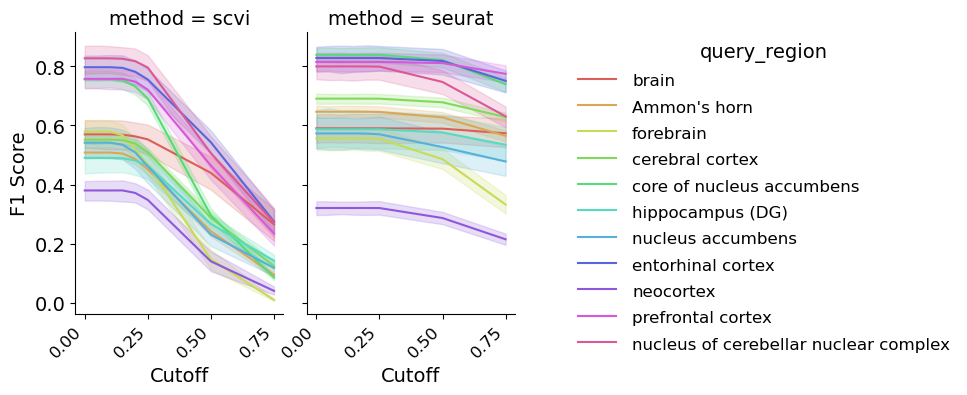 method = scvi
method = seurat
query_region
F1 Score
0.8
0.6
0.4
0.2
0.0
0.00
0.25
0.50
0.75
0.00
0.25
0.50
0.75
Cutoff
Cutoff
brain
Ammon's horn
forebrain
cerebral cortex
core of nucleus accumbens
hippocampus (DG)
nucleus accumbens
entorhinal cortex
neocortex
prefrontal cortex
nucleus of cerebellar nuclear complex